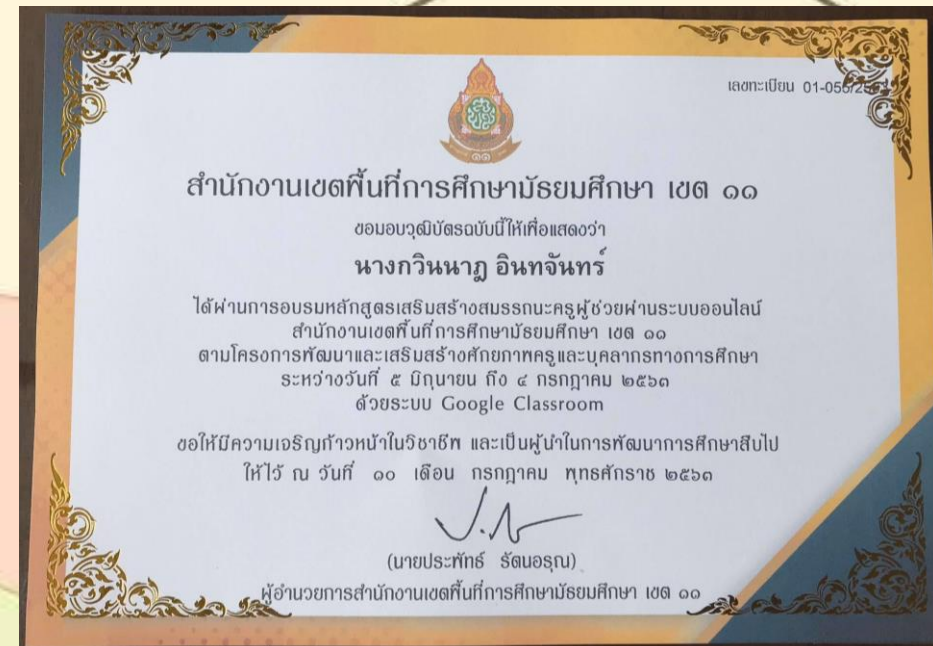 เลขทะเบียน 01-055/2563
๑๑
สำนักงานเขตพื้นที่การศึกษามัธยมศึกษา เขต ๑๑
ขอมอบวุฒิบัตรฉบับนี้ให้เพื่อแสดงว่า
นางกวินนาฎ อินทจันทร์
ได้ผ่านการอบรมหลักสูตรเสริมสร้างสมรรถนะครูผู้ช่วยผ่านระบบออนไลน์
สำนักงานเขตพื้นที่การศึกษามัธยมศึกษา เขต ๑๑
ตามโครงการพัฒนาและเสริมสร้างศักยภาพครูและบุคลากรทางการศึกษา
ระหว่างวันที่ ๕ มิถุนายน ถึง ๔ กรกฎาคม ๒๕๖๓
ด้วยระบบ Google Classroom
ขอให้มีความเจริญก้าวหน้าในวิชาชีพ และเป็นผู้นำในการพัฒนาการศึกษาสืบไป
ให้ไว้ ณ วันที่ ๑๐ เดือน กรกฎาคม พุทธศักราช ๒๕๖๓
(นายประพัทธ์ รัตนอรุณ)
ผู้อำนวยการสำนักงานเขตพื้นที่การศึกษามัธยมศึกษา เขต ๑๑